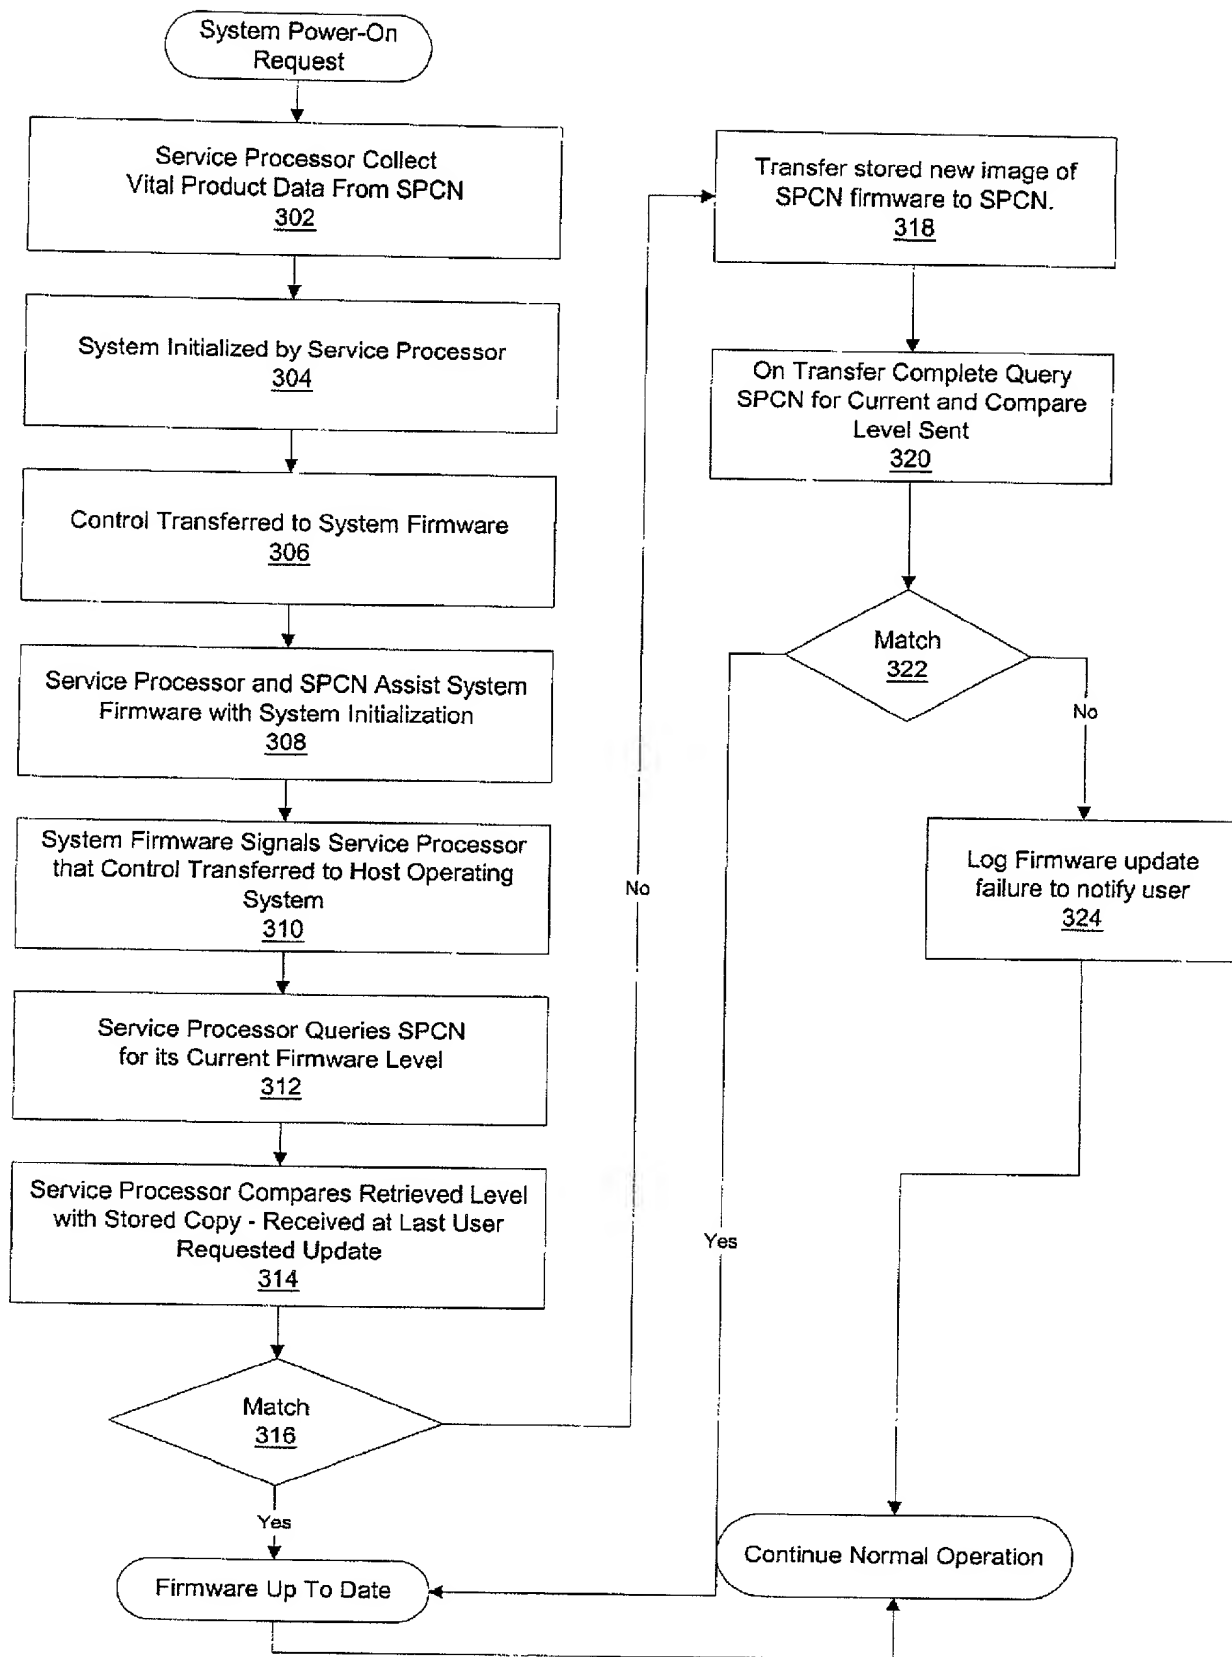 System Power-On
Request
Service Processor Collect
Vital Product Data From SPCN
302
System Initialized by Service Processor
304
Control Transferred to System Firmware
306
Service Processor and SPCN Assist System
Firmware with System Initialization
308
System Firmware Signals Service Processor
that Control Transferred to Host Operating
System
310
Service Processor Queries SPCN
for its Current Firmware Level
312
Service Processor Compares Retrieved Level
with Stored Copy - Received at Last User
Requested Update
314
Match
316
Yes
Firmware Up To Date
No
Transfer stored new image of
SPCN firmware to SPCN.
318
On Transfer Complete Query
SPCN for Current and Compare
Level Sent
320
Match
322
No
Yes
Log Firmware update
failure to notify user
324
Continue Normal Operation